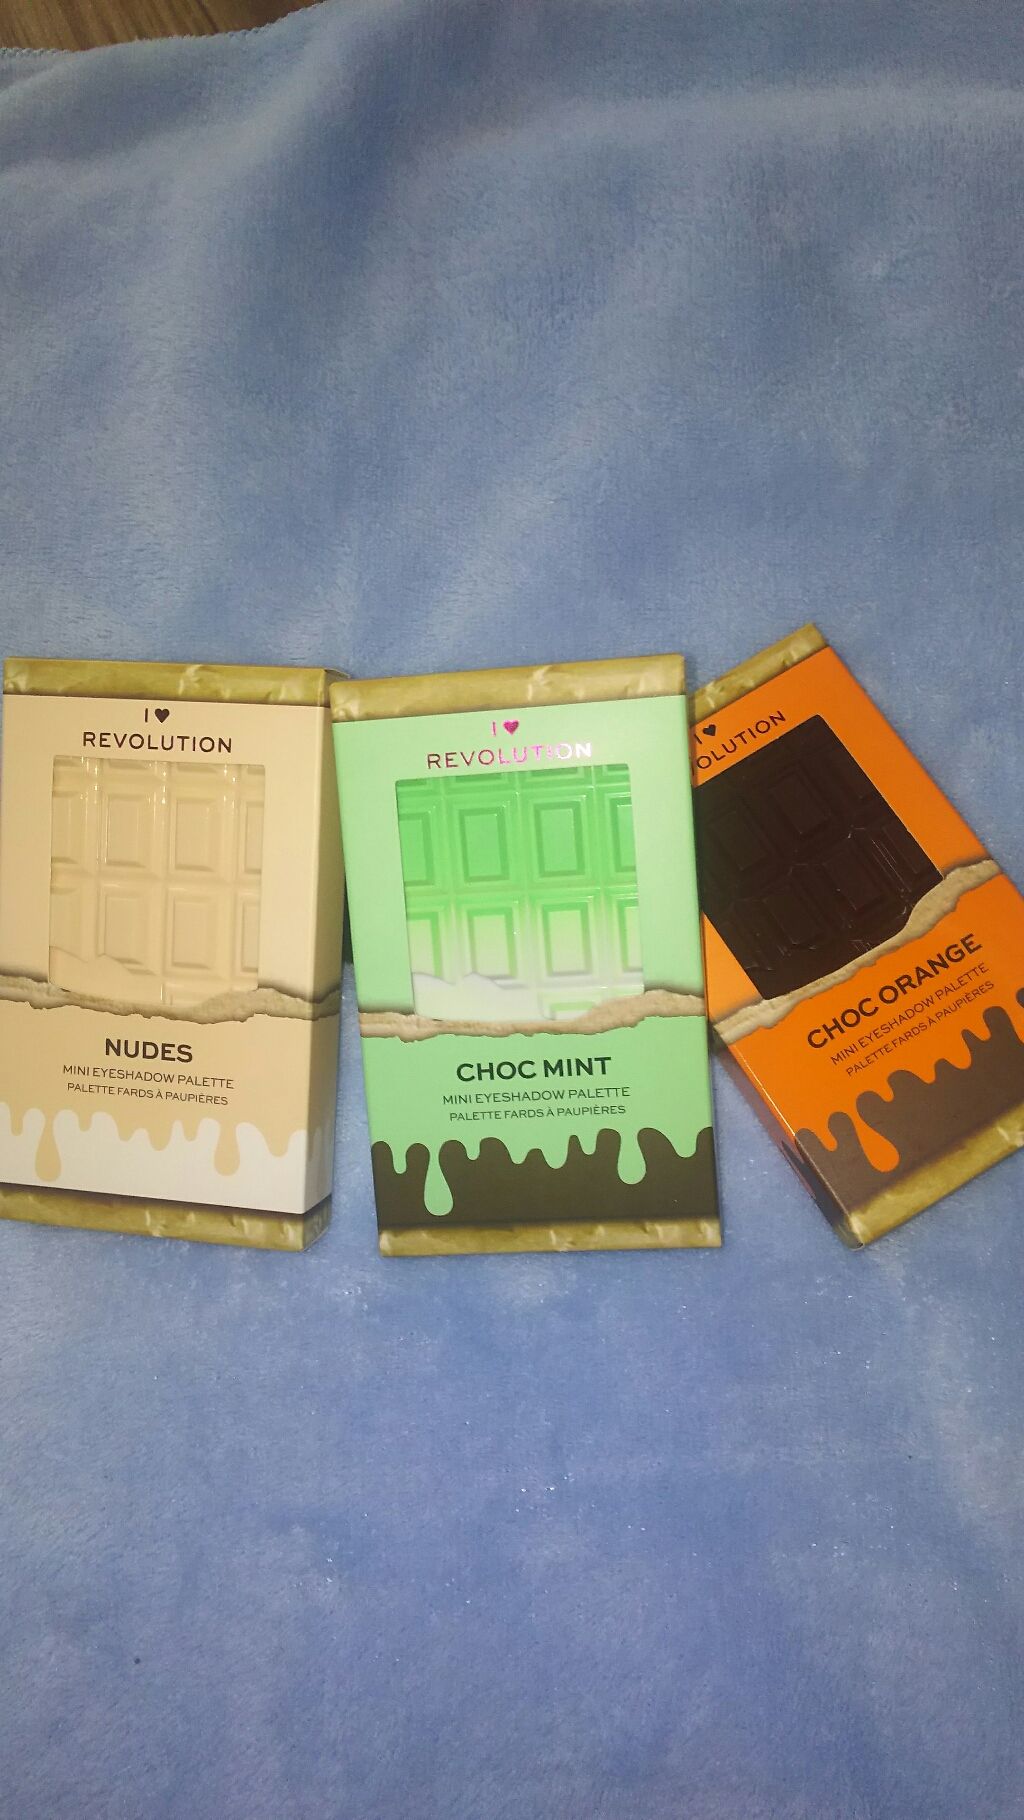 I ♥
REVOLUTION
NUDES
MINI EYESHADOW PALETTE
PALETTE FARDS À PAUPIÈRES
I ♥
REVOLUTION
CHOC MINT
MINI EYESHADOW PALETTE
PALETTE FARDS À PAUPIÈRES
I ♥
OLUTION
CHOC ORANGE
MINI EYESHADOW PALETTE
PALETTE FARDS À PAUPIÈRES